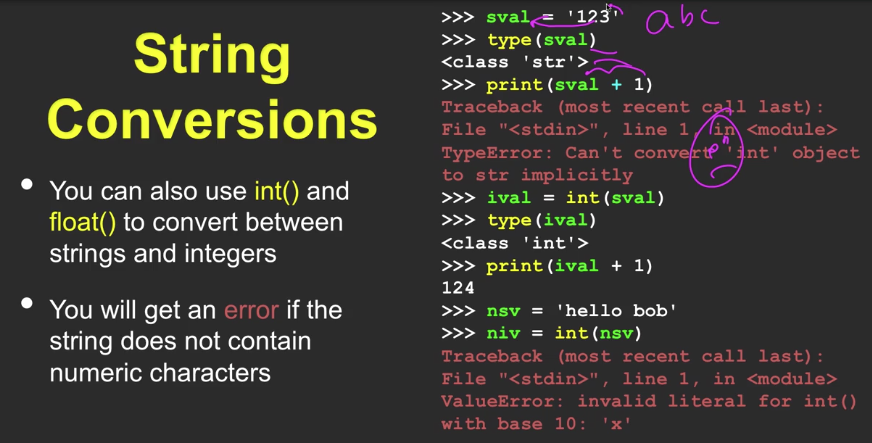 String
Conversions
• You can also use int() and
float() to convert between
strings and integers
• You will get an error if the
string does not contain
numeric characters
>>> sval = '123'
abc
>>> type(sval)
<class 'str'>
>>> print(sval + 1)
Traceback (most recent call last):
File "<stdin>", line 1, in <module>
TypeError: Can't convert 'int' object
to str implicitly
>>> ival = int(sval)
>>> type(ival)
<class 'int'>
>>> print(ival + 1)
124
>>> nsv = 'hello bob'
>>> niv = int(nsv)
Traceback (most recent call last):
File "<stdin>", line 1, in <module>
ValueError: invalid literal for int()
with base 10: 'x'